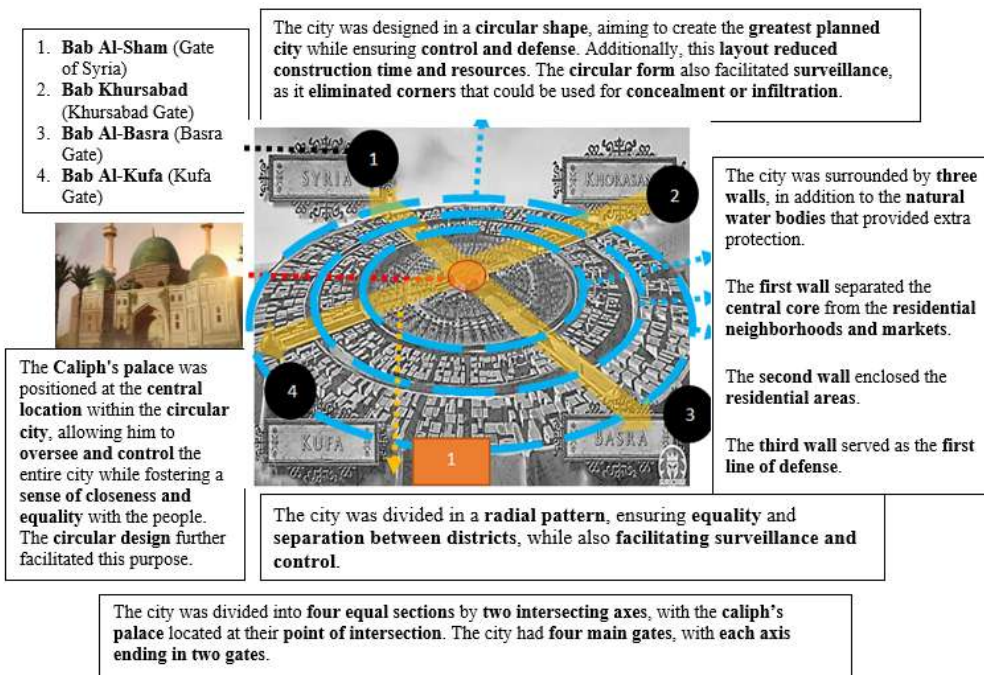 1. Bab Al-Sham (Gate
of Syria)
2. Bab Khursabad
(Khursabad Gate)
3. Bab Al-Basra (Basra
Gate)
4. Bab Al-Kufa (Kufa
Gate)
The city was designed in a circular shape, aiming to create the greatest planned
city while ensuring control and defense. Additionally, this layout reduced
construction time and resources. The circular form also facilitated surveillance,
as it eliminated corners that could be used for concealment or infiltration.
SYRIA
1
KHORASAN
2
4
KUFA
1
BASRA
3
The city was surrounded by three
walls, in addition to the natural
water bodies that provided extra
protection.
The first wall separated the
central core from the residential
neighborhoods and markets.
The second wall enclosed the
residential areas.
The third wall served as the first
line of defense.
The Caliph's palace was
positioned at the central
location within the circular
city, allowing him to
oversee and control the
entire city while fostering a
sense of closeness and
equality with the people.
The circular design further
facilitated this purpose.
The city was divided in a radial pattern, ensuring equality and
separation between districts, while also facilitating surveillance and
control.
The city was divided into four equal sections by two intersecting axes, with the caliph's
palace located at their point of intersection. The city had four main gates, with each axis
ending in two gates.